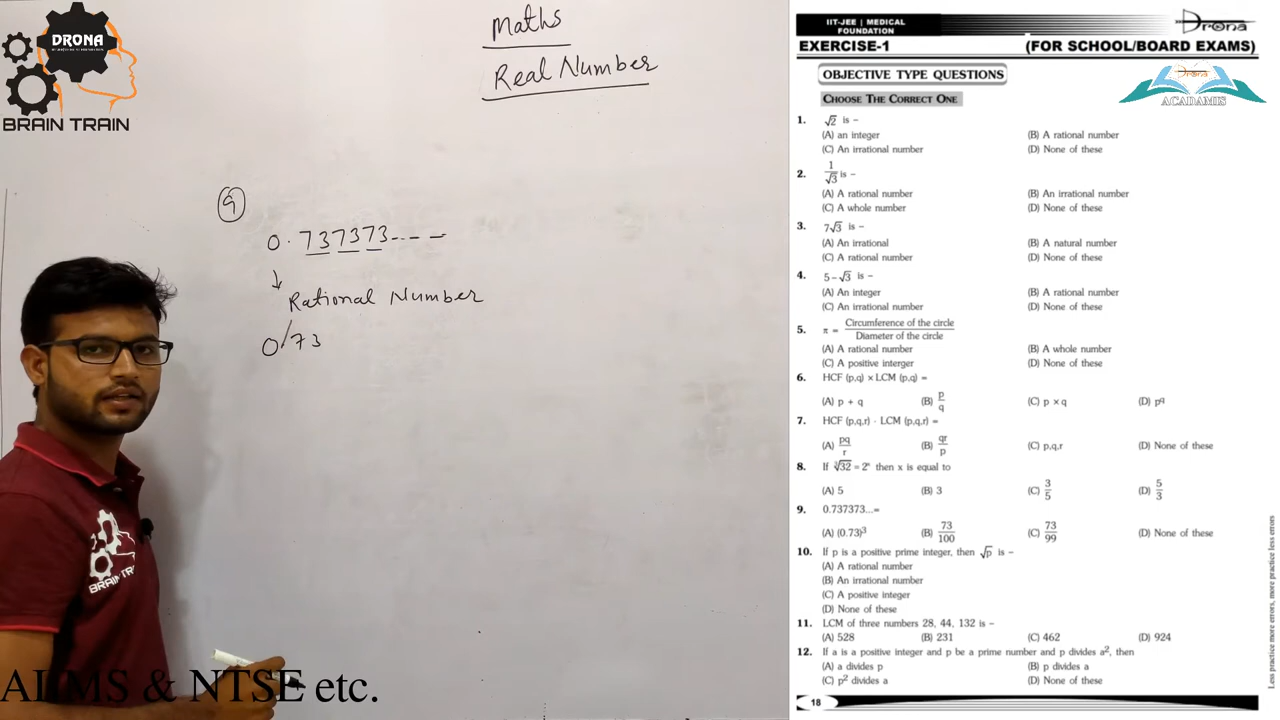 DRONA
BRAIN TRAIN
Maths
Real Number
9
0.737373----
Rational Number
0/73
BRAIN
AIIMS & NTSE etc.
IIT-JEE | MEDICAL
FOUNDATION
Drona
EXERCISE-1 (FOR SCHOOL/BOARD EXAMS)
OBJECTIVE TYPE QUESTIONS
Drona
ACADAMIS
CHOOSE THE CORRECT ONE
1. √2 is –
(A) an integer (B) A rational number
(C) An irrational number (D) None of these
2. 1/√3 is –
(A) A rational number (B) An irrational number
(C) A whole number (D) None of these
3. 7√3 is –
(A) An irrational (B) A natural number
(C) A rational number (D) None of these
4. 5–√3 is –
(A) An integer (B) A rational number
(C) An irrational number (D) None of these
5. π = Circumference of the circle / Diameter of the circle
(A) A rational number (B) A whole number
(C) A positive interger (D) None of these
6. HCF (p,q) × LCM (p,q) =
(A) p + q (B) p/q (C) p × q (D) p^q
7. HCF (p,q,r) · LCM (p,q,r) =
(A) pq/r (B) qr/p (C) p,q,r (D) None of these
8. If ∛32 = 2ˣ then x is equal to
(A) 5 (B) 3 (C) 3/5 (D) 5/3
9. 0.737373...=
(A) (0.73)³ (B) 73/100 (C) 73/99 (D) None of these
10. If p is a positive prime integer, then √p is –
(A) A rational number
(B) An irrational number
(C) A positive integer
(D) None of these
11. LCM of three numbers 28, 44, 132 is –
(A) 528 (B) 231 (C) 462 (D) 924
12. If a is a positive integer and p be a prime number and p divides a², then
(A) a divides p (B) p divides a
(C) p² divides a (D) None of these
18
Less practice more errors, more practice less errors